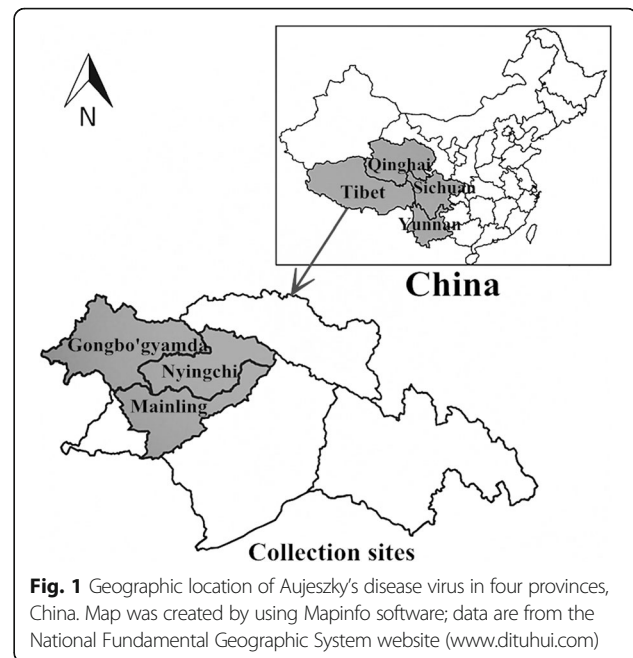 N
Qinghai
Tibet
Sichuan
Yunnan
China
Gongbo'gyamda
Nyingchi
Mainling
Collection sites
Fig. 1 Geographic location of Aujeszky's disease virus in four provinces,
China. Map was created by using Mapinfo software; data are from the
National Fundamental Geographic System website (www.dituhui.com)